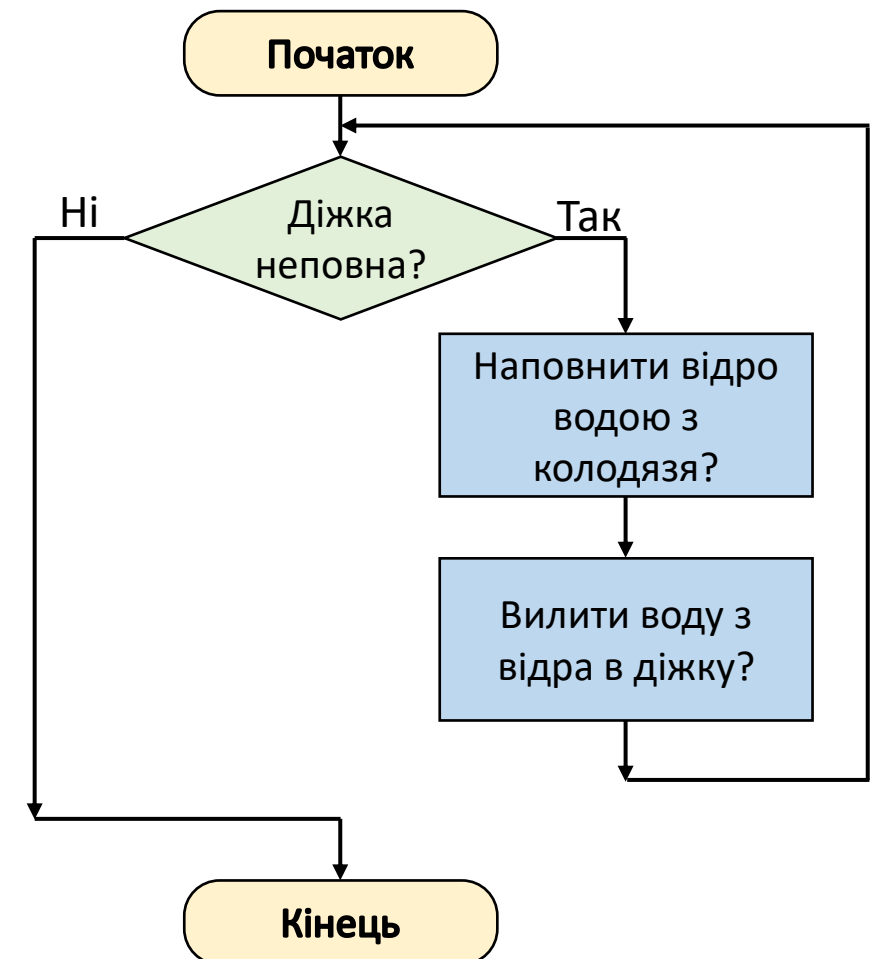 Початок
Ні
Діжка
неповна?
Так
Наповнити відро
водою з
колодязя?
Вилити воду з
відра в діжку?
Кінець